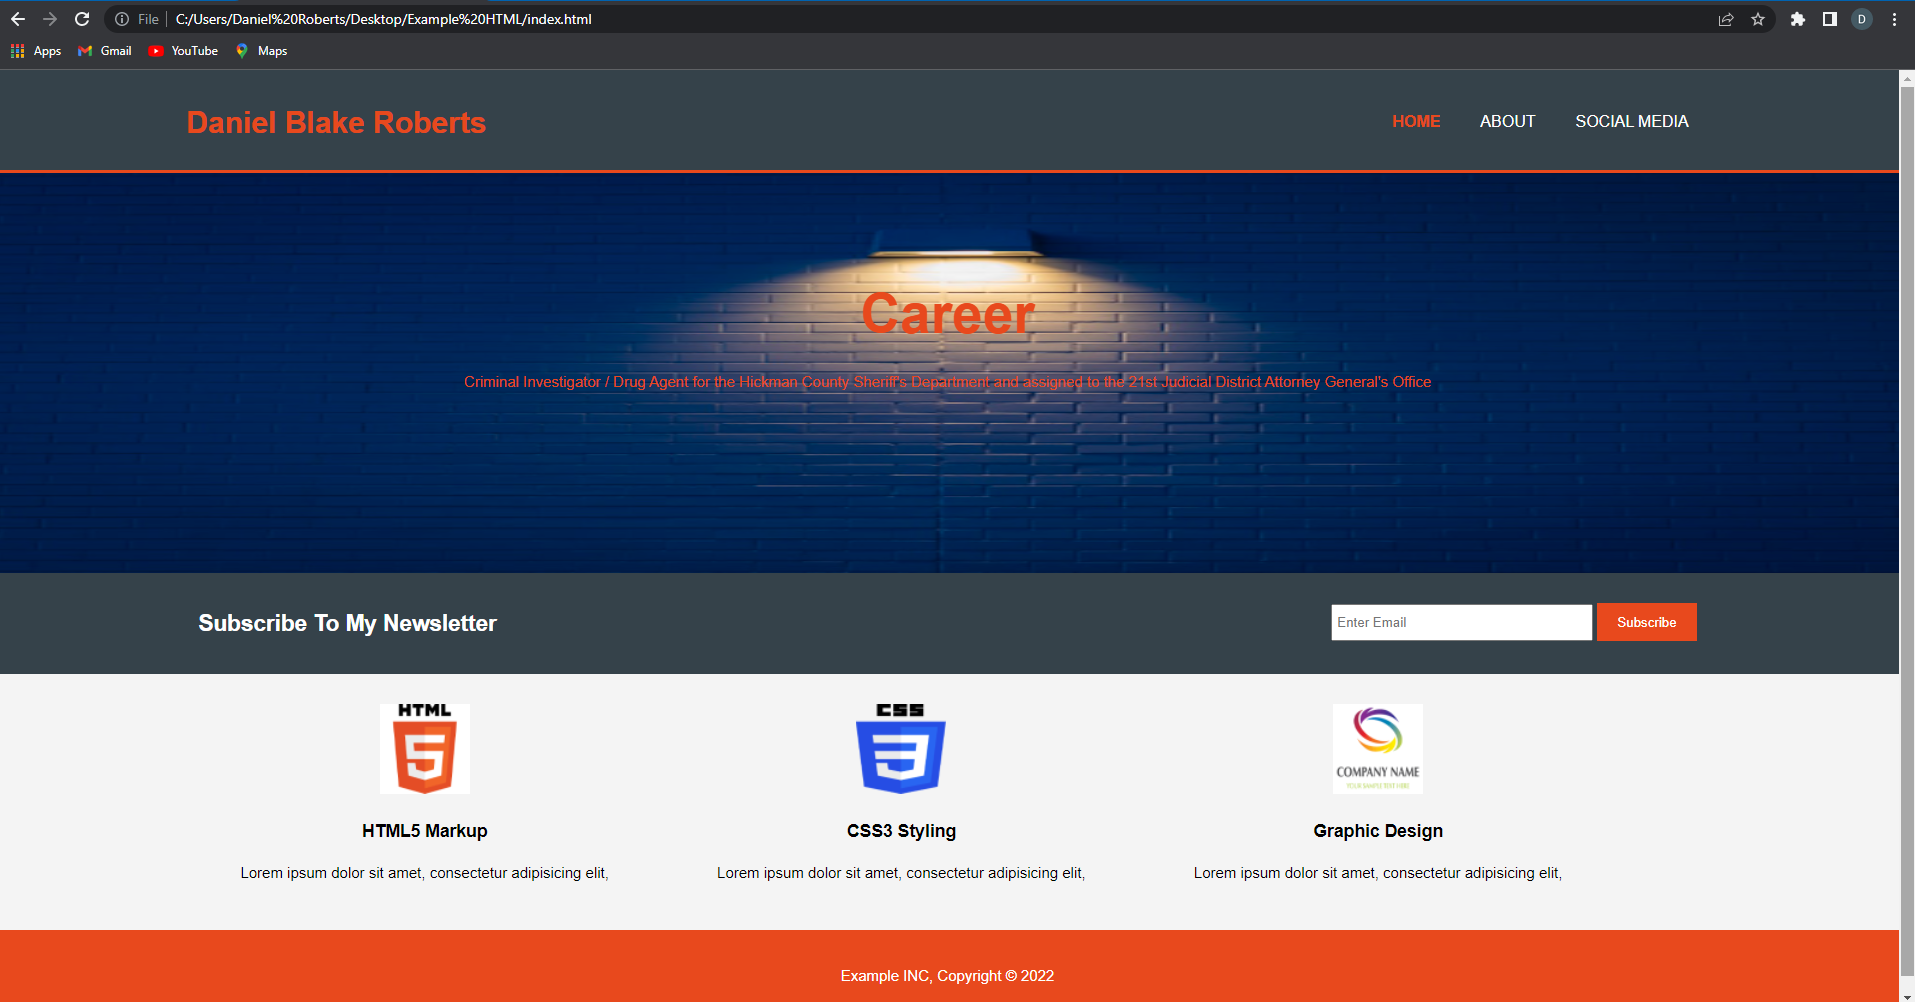 File | C:/Users/Daniel%20Roberts/Desktop/Example%20HTML/index.html
D
Apps Gmail YouTube Maps
Daniel Blake Roberts
HOME ABOUT SOCIAL MEDIA
Career
Criminal Investigator / Drug Agent for the Hickman County Sheriff's Department and assigned to the 21st Judicial District Attorney General's Office
Subscribe To My Newsletter
Enter Email Subscribe
HTML
5
CSS
3
COMPANY NAME
YOUR SAMPLE TEXT HERE
HTML5 Markup CSS3 Styling Graphic Design
Lorem ipsum dolor sit amet, consectetur adipisicing elit, Lorem ipsum dolor sit amet, consectetur adipisicing elit, Lorem ipsum dolor sit amet, consectetur adipisicing elit,
Example INC, Copyright © 2022